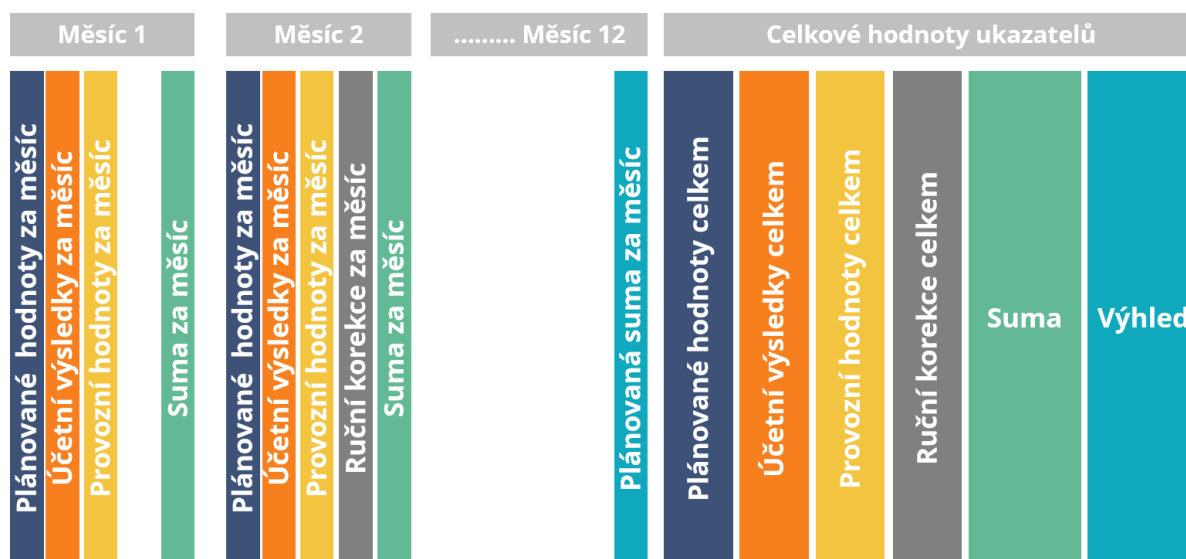 Měsíc 1
Měsíc 2
......... Měsíc 12
Celkové hodnoty ukazatelů
Plánované  hodnoty za měsíc
Účetní výsledky za měsíc
Provozní hodnoty za měsíc
Suma za měsíc
Plánované  hodnoty za měsíc
Účetní výsledky za měsíc
Provozní hodnoty za měsíc
Ruční korekce za měsíc
Suma za měsíc
Plánovaná suma za měsíc
Plánované hodnoty celkem
Účetní výsledky celkem
Provozní hodnoty celkem
Ruční korekce celkem
Suma
Výhled